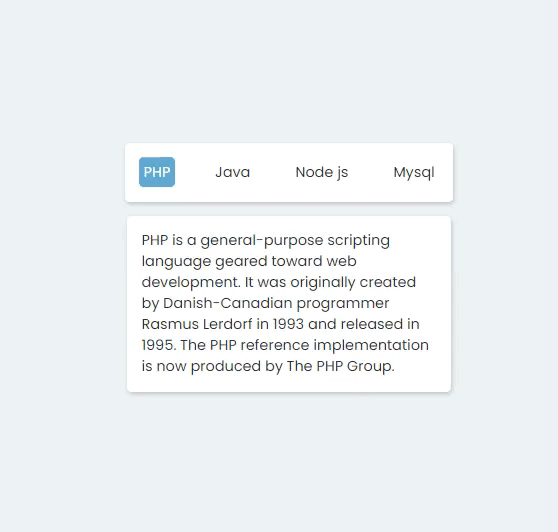 PHP Java Node js Mysql
PHP is a general-purpose scripting
language geared toward web
development. It was originally created
by Danish-Canadian programmer
Rasmus Lerdorf in 1993 and released in
1995. The PHP reference implementation
is now produced by The PHP Group.